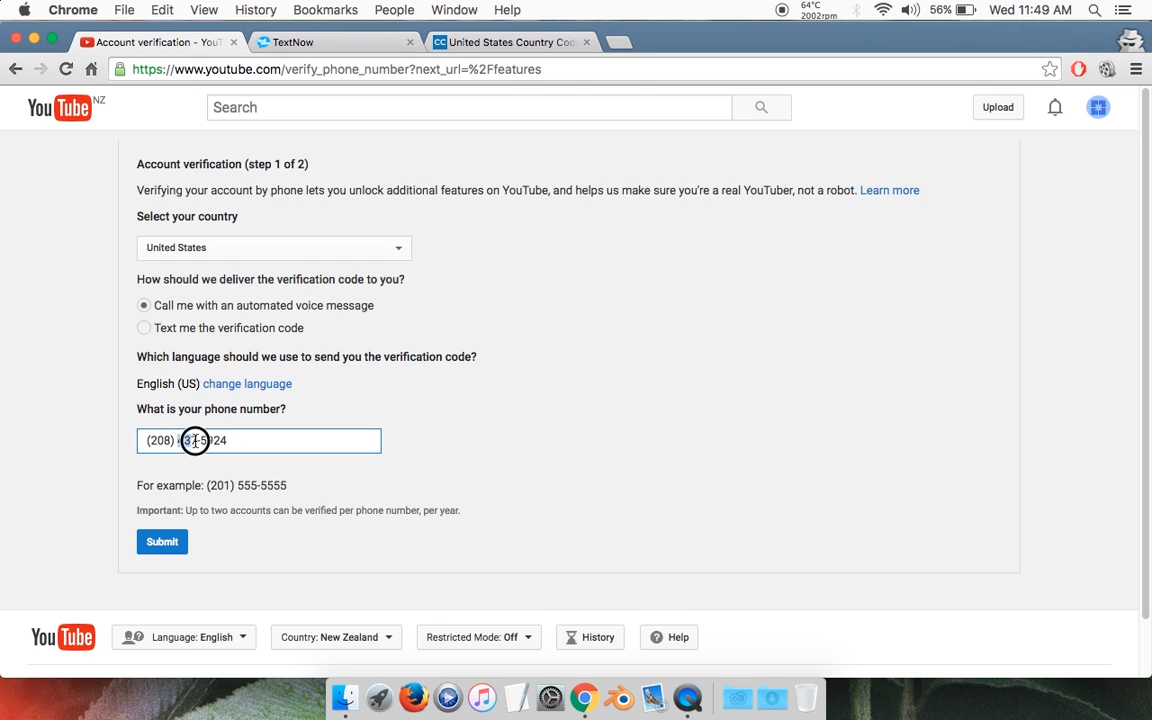 Chrome File Edit View History Bookmarks People Window Help 64°C 2002rpm 56% Wed 11:49 AM
Account verification - YouT TextNow United States Country Cod
https://www.youtube.com/verify_phone_number?next_url=%2Ffeatures
YouTube NZ Search Upload
Account verification (step 1 of 2)
Verifying your account by phone lets you unlock additional features on YouTube, and helps us make sure you're a real YouTuber, not a robot. Learn more
Select your country
United States
How should we deliver the verification code to you?
Call me with an automated voice message
Text me the verification code
Which language should we use to send you the verification code?
English (US) change language
What is your phone number?
(208)
For example: (201) 555-5555
Important: Up to two accounts can be verified per phone number, per year.
Submit
YouTube Language: English Country: New Zealand Restricted Mode: Off History Help